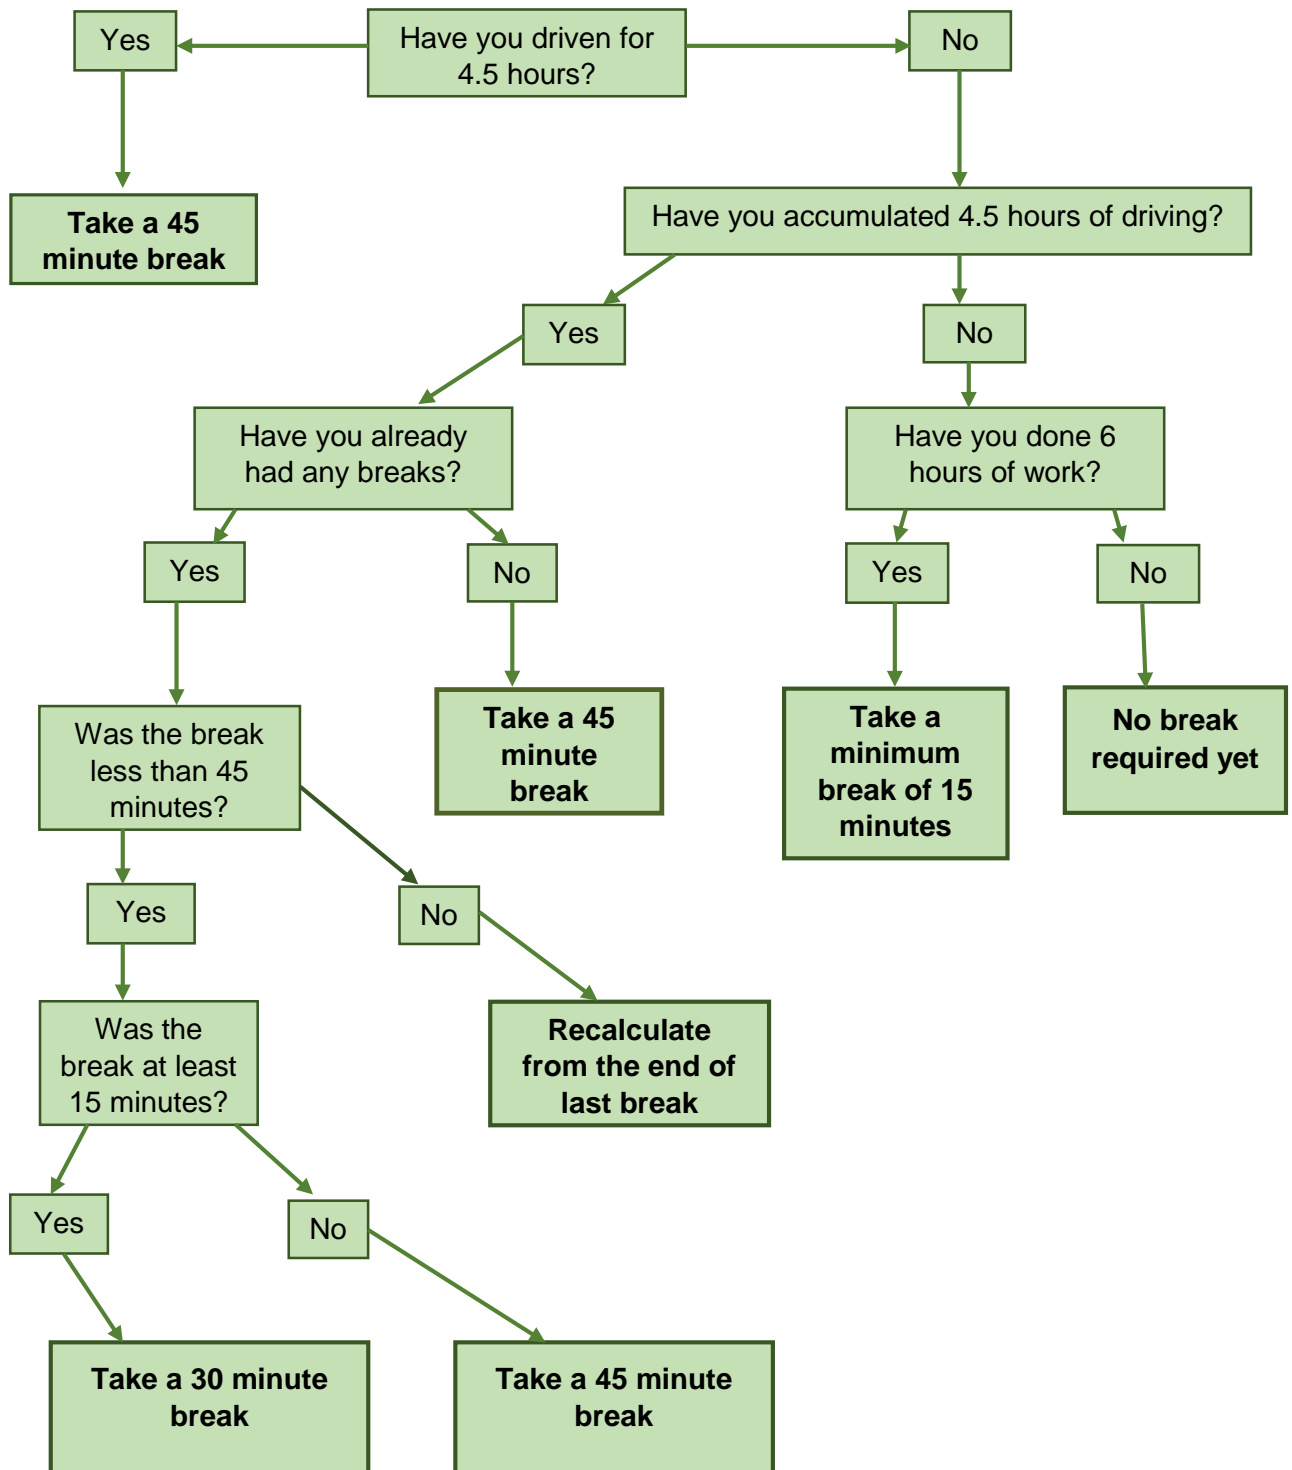 Yes
Have you driven for
4.5 hours?
No
Take a 45
minute break
Have you accumulated 4.5 hours of driving?
Yes
No
Have you already
had any breaks?
Have you done 6
hours of work?
Yes
No
Yes
No
Was the break
less than 45
minutes?
Take a 45
minute
break
Take a
minimum
break of 15
minutes
No break
required yet
Yes
No
Was the
break at least
15 minutes?
Recalculate
from the end of
last break
Yes
No
Take a 30 minute
break
Take a 45 minute
break